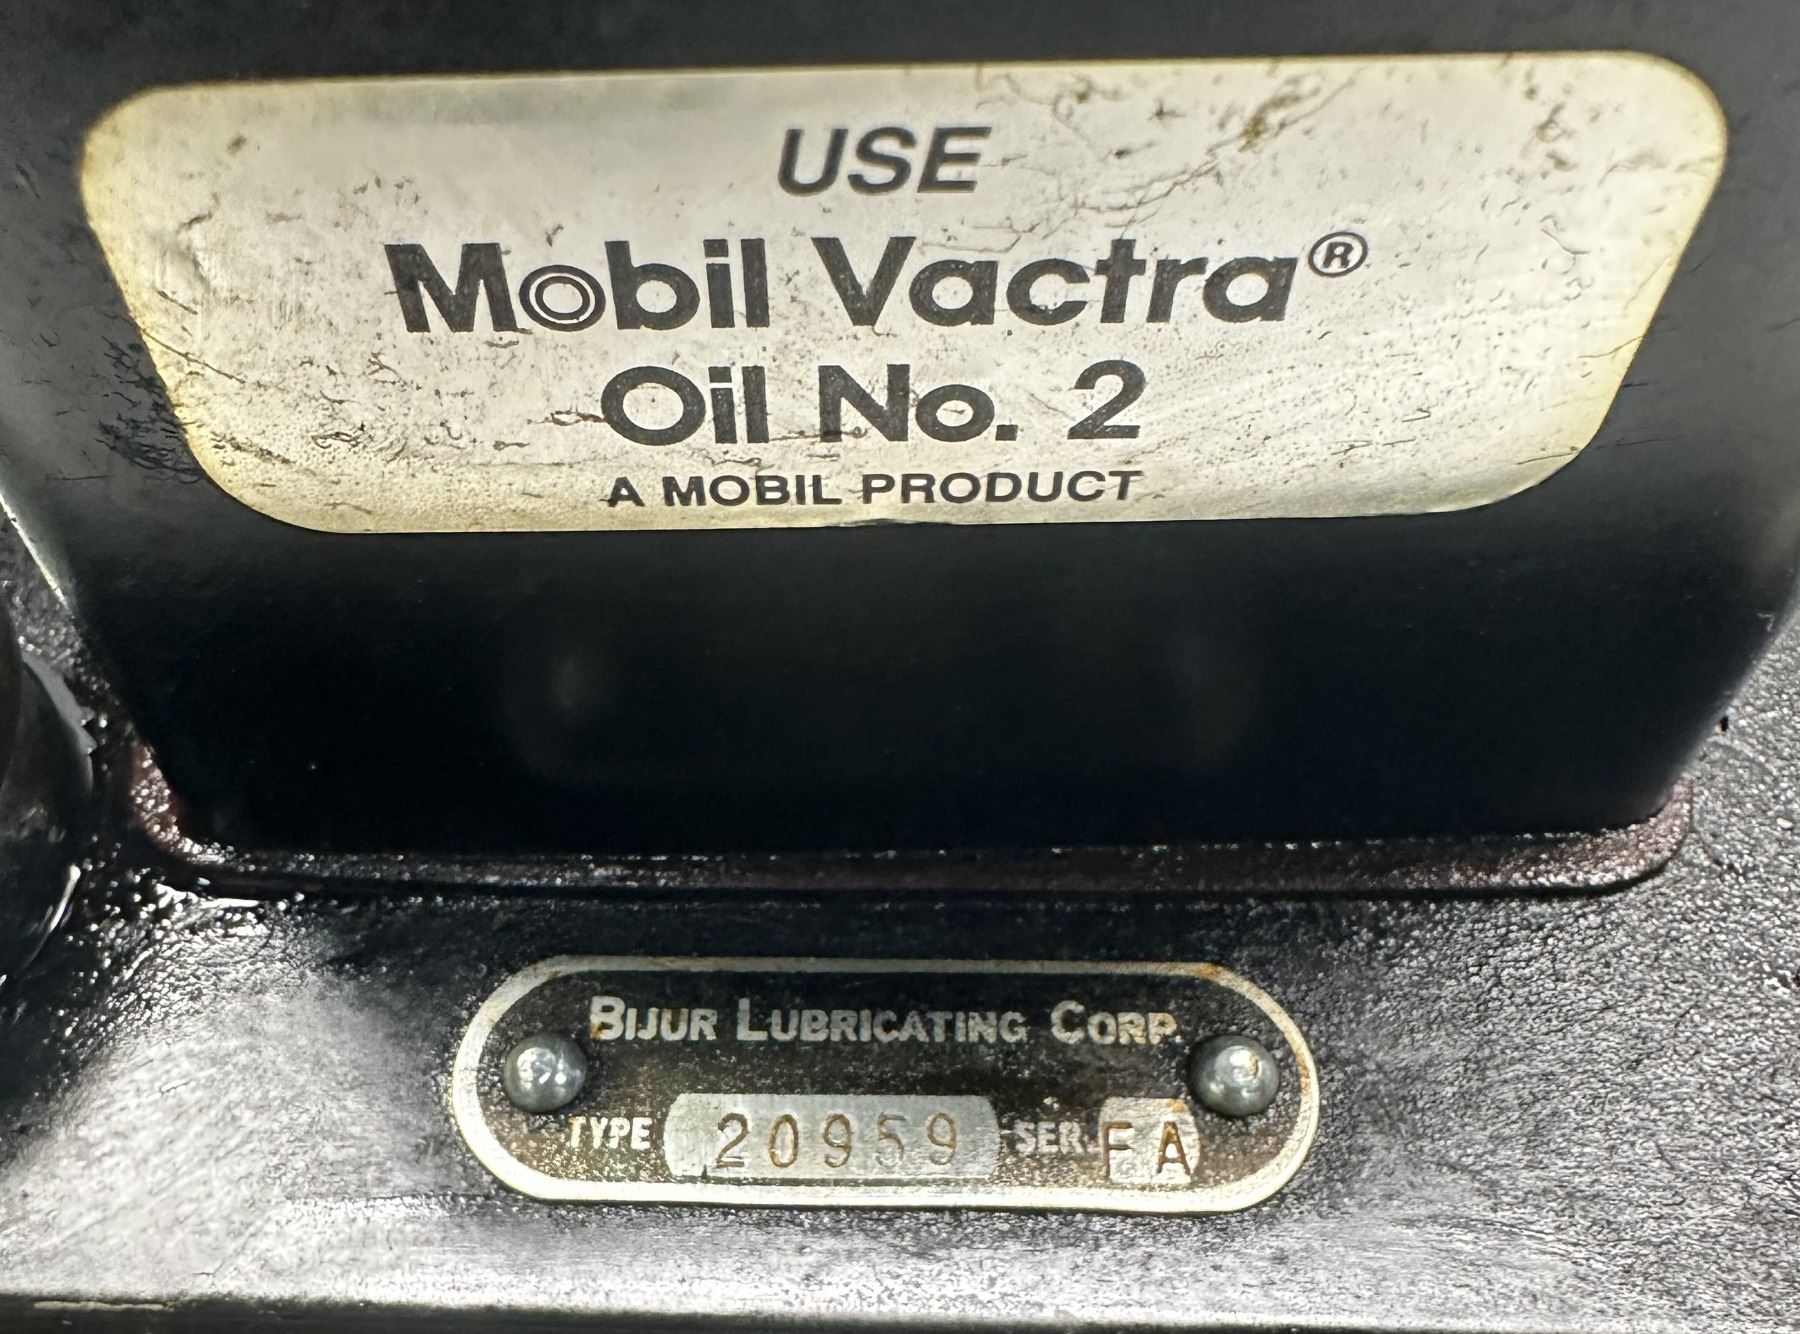 USE
Mobil Vactra®
Oil No. 2
A MOBIL PRODUCT
BIJUR LUBRICATING CORP.
TYPE 20959 SER. FA